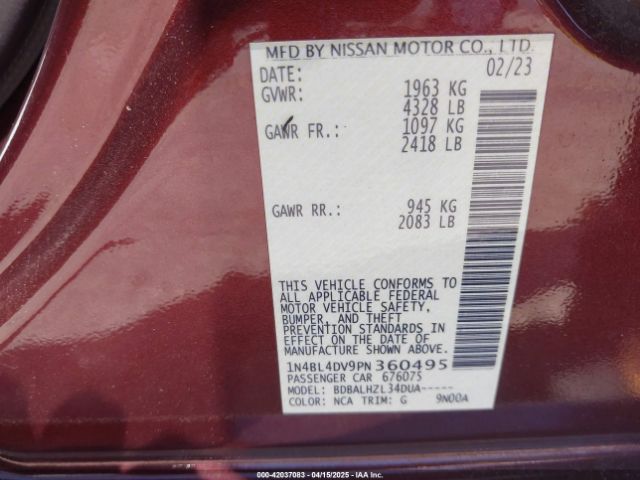 MFD BY NISSAN MOTOR CO., LTD.
DATE: 02/23
GVWR: 1963 KG
4328 LB
GAWR FR.: 1097 KG
2418 LB
GAWR RR.: 945 KG
2083 LB
THIS VEHICLE CONFORMS TO
ALL APPLICABLE FEDERAL
MOTOR VEHICLE SAFETY,
BUMPER, AND THEFT
PREVENTION STANDARDS IN
EFFECT ON THE DATE OF
MANUFACTURE SHOWN ABOVE.
1N4BL4DV9PN360495
PASSENGER CAR 676075
MODEL: BDBALHZL34DUA-----
COLOR: NCA TRIM: G 9N00A
000-42037083 - 04/15/2025 - IAA Inc.